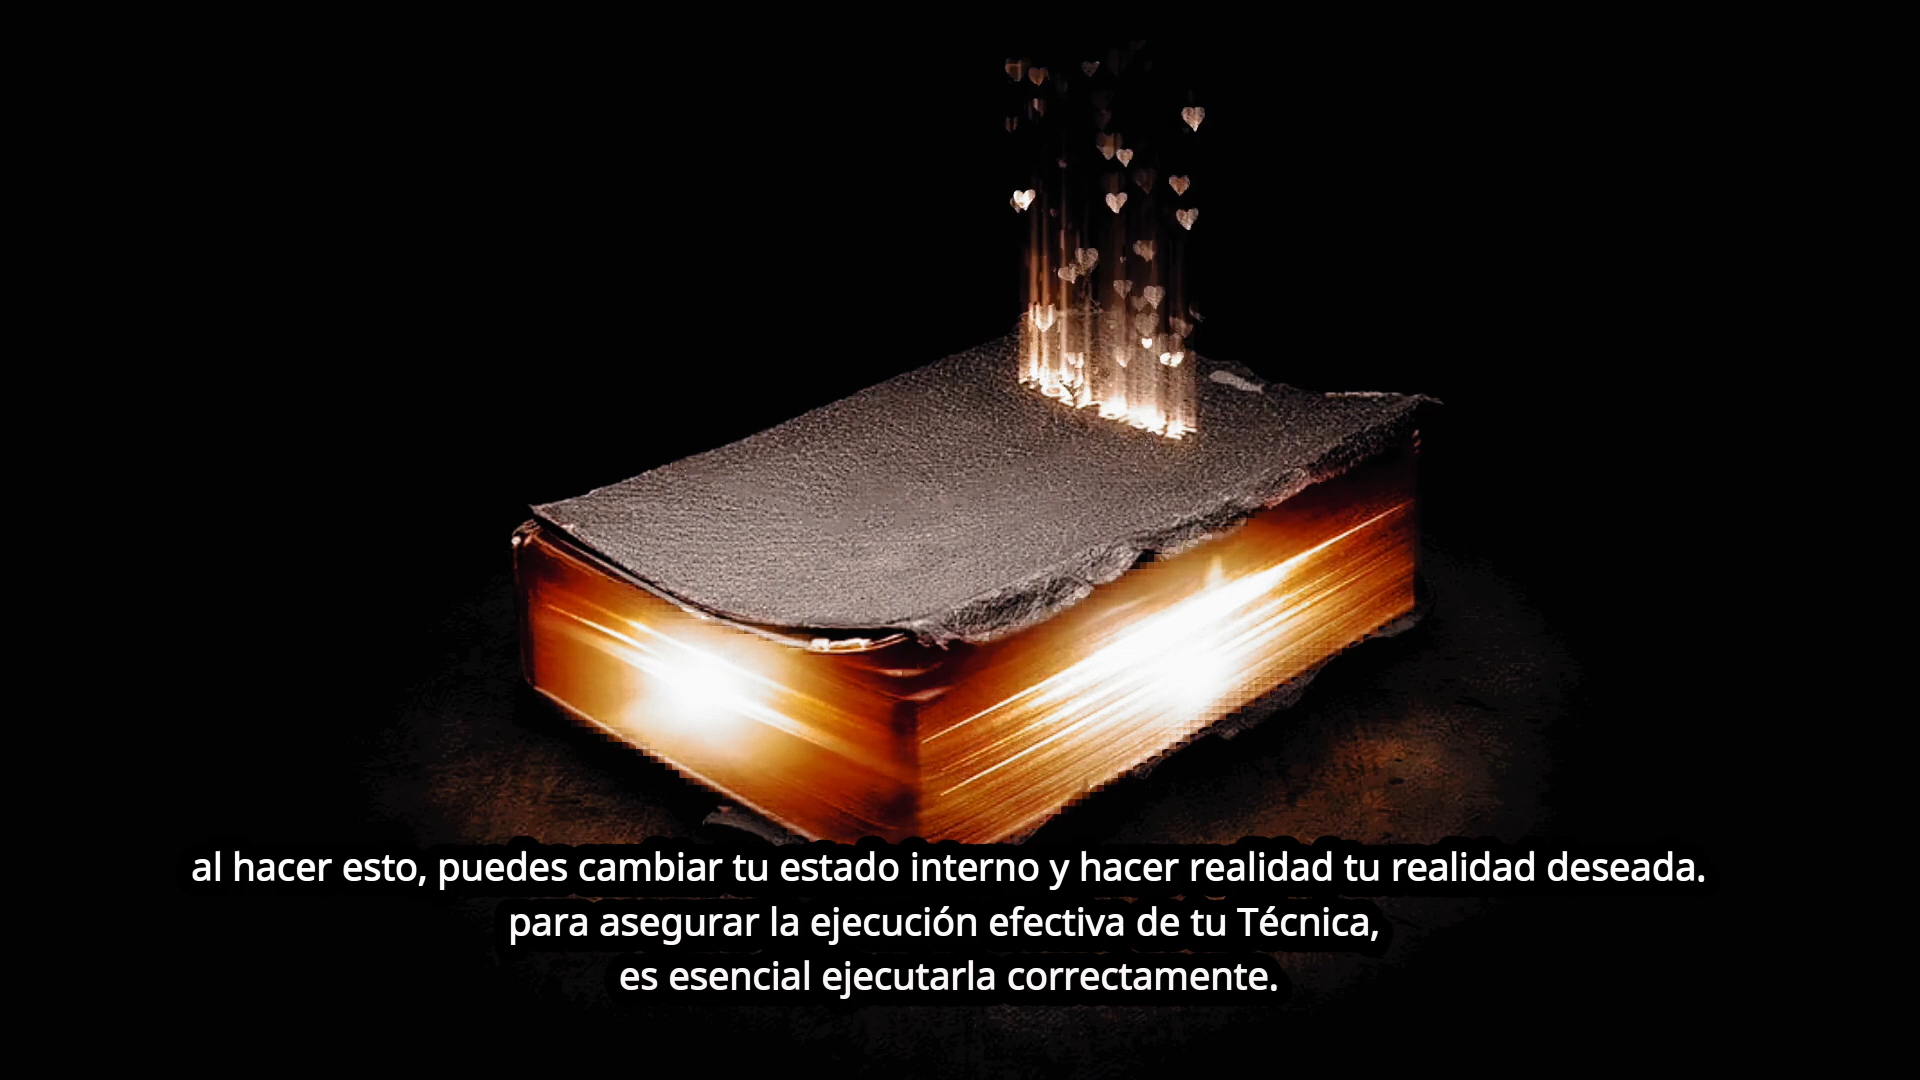 al hacer esto, puedes cambiar tu estado interno y hacer realidad tu realidad deseada.
para asegurar la ejecución efectiva de tu Técnica,
es esencial ejecutarla correctamente.